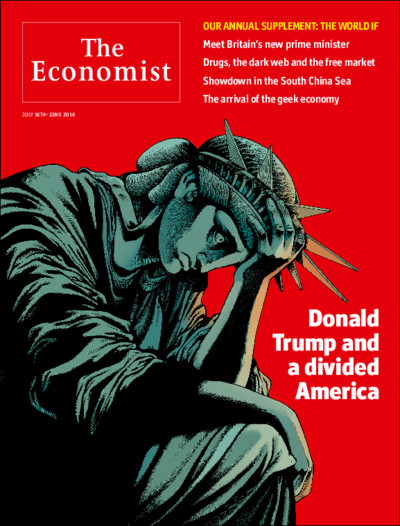 The
Economist
JULY 16TH–22ND 2016
OUR ANNUAL SUPPLEMENT: THE WORLD IF
Meet Britain's new prime minister
Drugs, the dark web and the free market
Showdown in the South China Sea
The arrival of the geek economy
Donald
Trump and
a divided
America